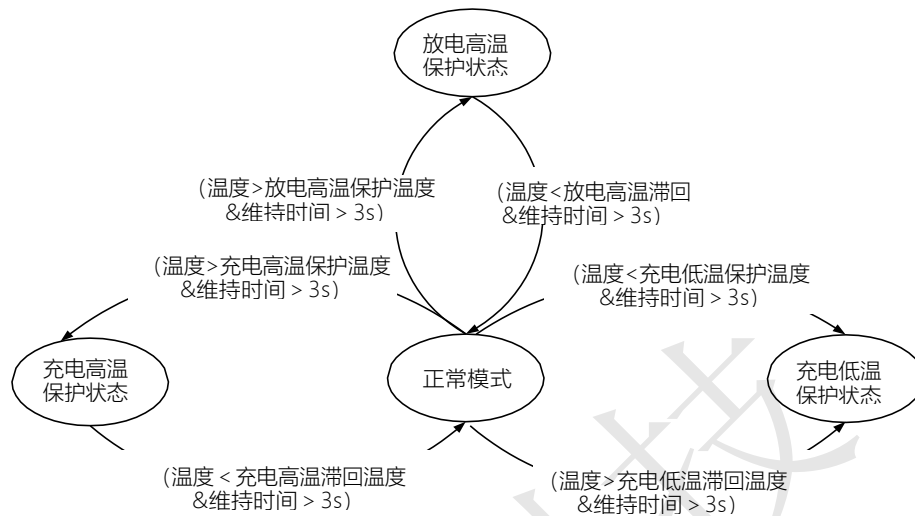 放电高温
保护状态
(温度>放电高温保护温度
&维持时间 > 3s)
(温度<放电高温滞回
&维持时间 > 3s)
(温度>充电高温保护温度
&维持时间 > 3s)
(温度<充电低温保护温度
&维持时间 > 3s)
充电高温
保护状态
正常模式
充电低温
保护状态
(温度 < 充电高温滞回温度
&维持时间 > 3s)
(温度>充电低温滞回温度
&维持时间 > 3s)
技